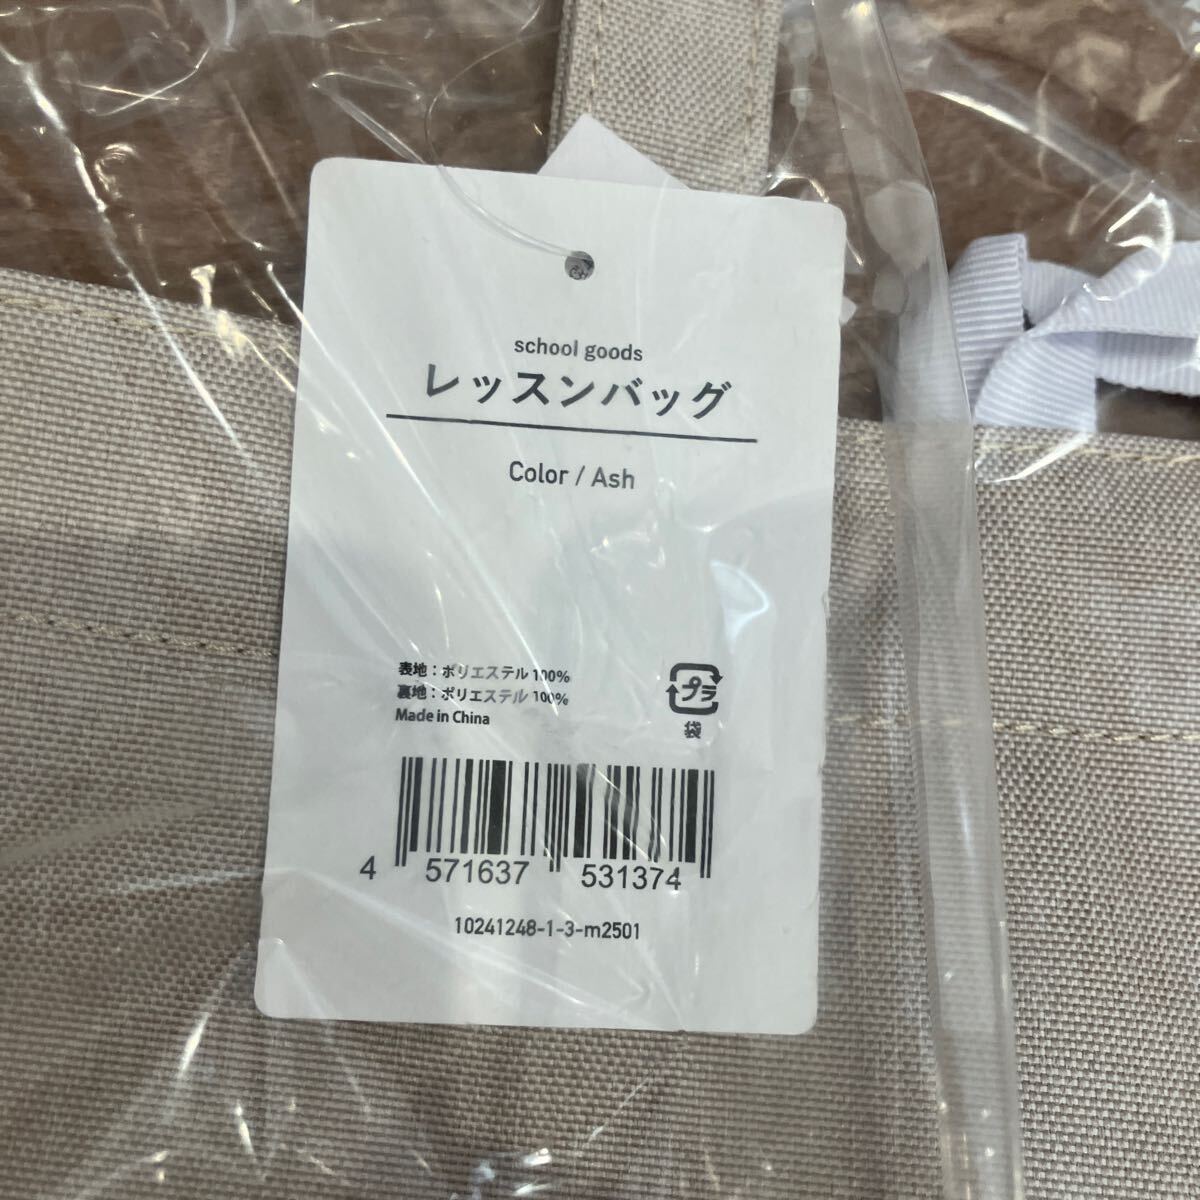 school goods
レッスンバッグ
Color / Ash
表地：ポリエステル 100%
裏地：ポリエステル 100%
Made in China
プラ
袋
4 571637 531374
10241248-1-3-m2501